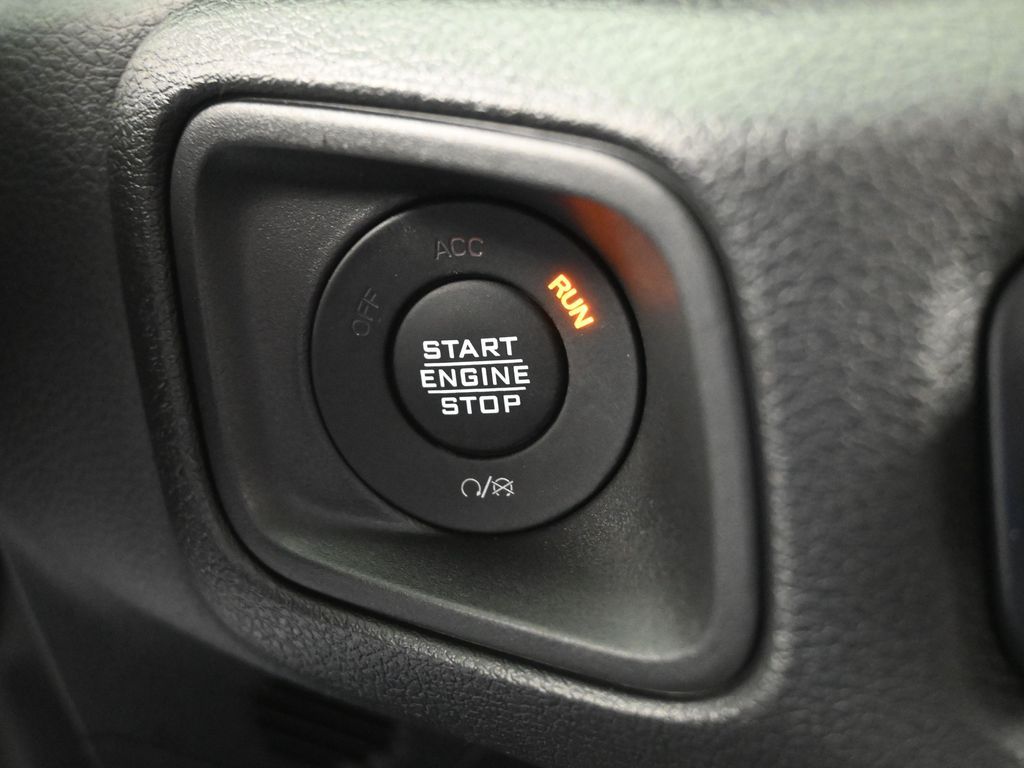 ACC
OFF
RUN
START
ENGINE
STOP